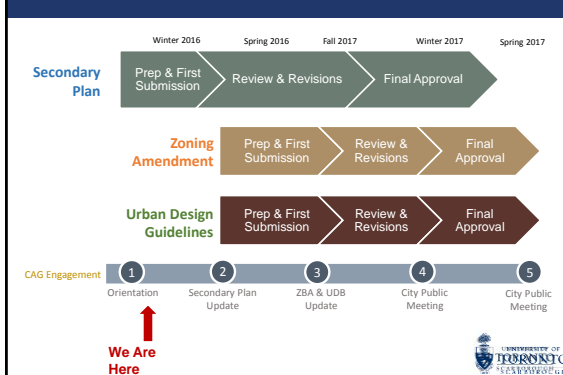 Winter 2016 Spring 2016 Fall 2017 Winter 2017 Spring 2017
Secondary
Plan
Prep & First
Submission
Review & Revisions
Final Approval
Zoning
Amendment
Prep & First
Submission
Review &
Revisions
Final
Approval
Urban Design
Guidelines
Prep & First
Submission
Review &
Revisions
Final
Approval
CAG Engagement
1 2 3 4 5
Orientation
Secondary Plan
Update
ZBA & UDB
Update
City Public
Meeting
City Public
Meeting
We Are
Here
UNIVERSITY OF
TORONTO
SCARBOROUGH